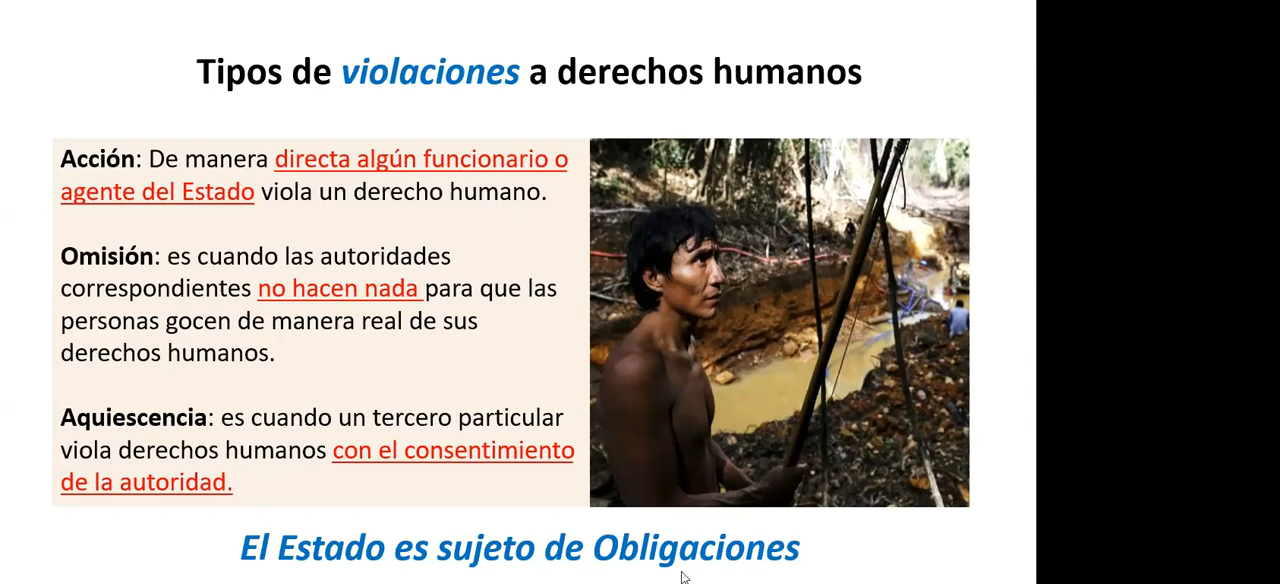 Tipos de violaciones a derechos humanos
Acción: De manera directa algún funcionario o
agente del Estado viola un derecho humano.
Omisión: es cuando las autoridades
correspondientes no hacen nada para que las
personas gocen de manera real de sus
derechos humanos.
Aquiescencia: es cuando un tercero particular
viola derechos humanos con el consentimiento
de la autoridad.
El Estado es sujeto de Obligaciones